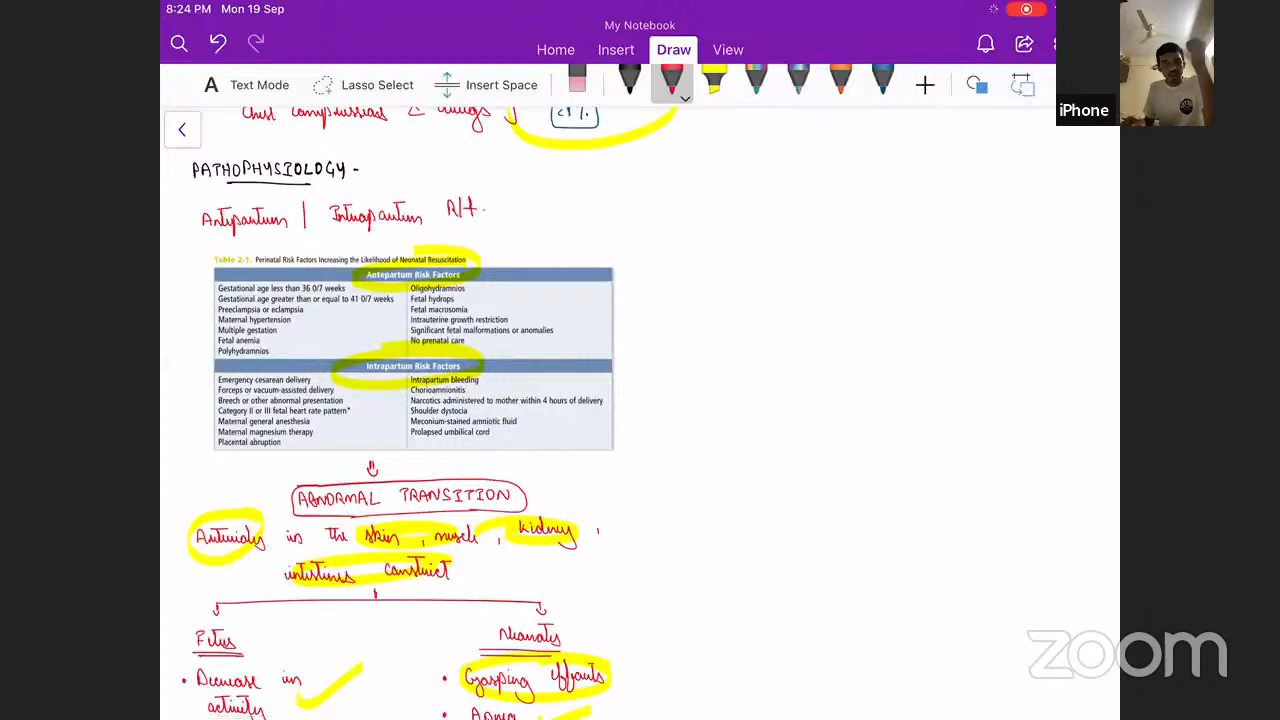 8:24 PM Mon 19 Sep
My Notebook
Home Insert Draw View
Text Mode Lasso Select Insert Space
iPhone
Chest compressions drugs <1%
PATHOPHYSIOLOGY -
Antipartum | Intrapartum R/f.
Table 2-1. Perinatal Risk Factors Increasing the Likelihood of Neonatal Resuscitation
Antepartum Risk Factors
Gestational age less than 36 0/7 weeks Oligohydramnios
Gestational age greater than or equal to 41 0/7 weeks Fetal hydrops
Preeclampsia or eclampsia Fetal macrosomia
Maternal hypertension Intrauterine growth restriction
Multiple gestation Significant fetal malformations or anomalies
Fetal anemia No prenatal care
Polyhydramnios
Intrapartum Risk Factors
Emergency cesarean delivery Intrapartum bleeding
Forceps or vacuum-assisted delivery Chorioamnionitis
Breech or other abnormal presentation Narcotics administered to mother within 4 hours of delivery
Category II or III fetal heart rate pattern* Shoulder dystocia
Maternal general anesthesia Meconium-stained amniotic fluid
Maternal magnesium therapy Prolapsed umbilical cord
Placental abruption
ABNORMAL TRANSITION
in the skin, muscle, kidney,
intestines constrict
Fetus Neonates
• Decrease in • Gasping efforts
activity • Apnea
zoom